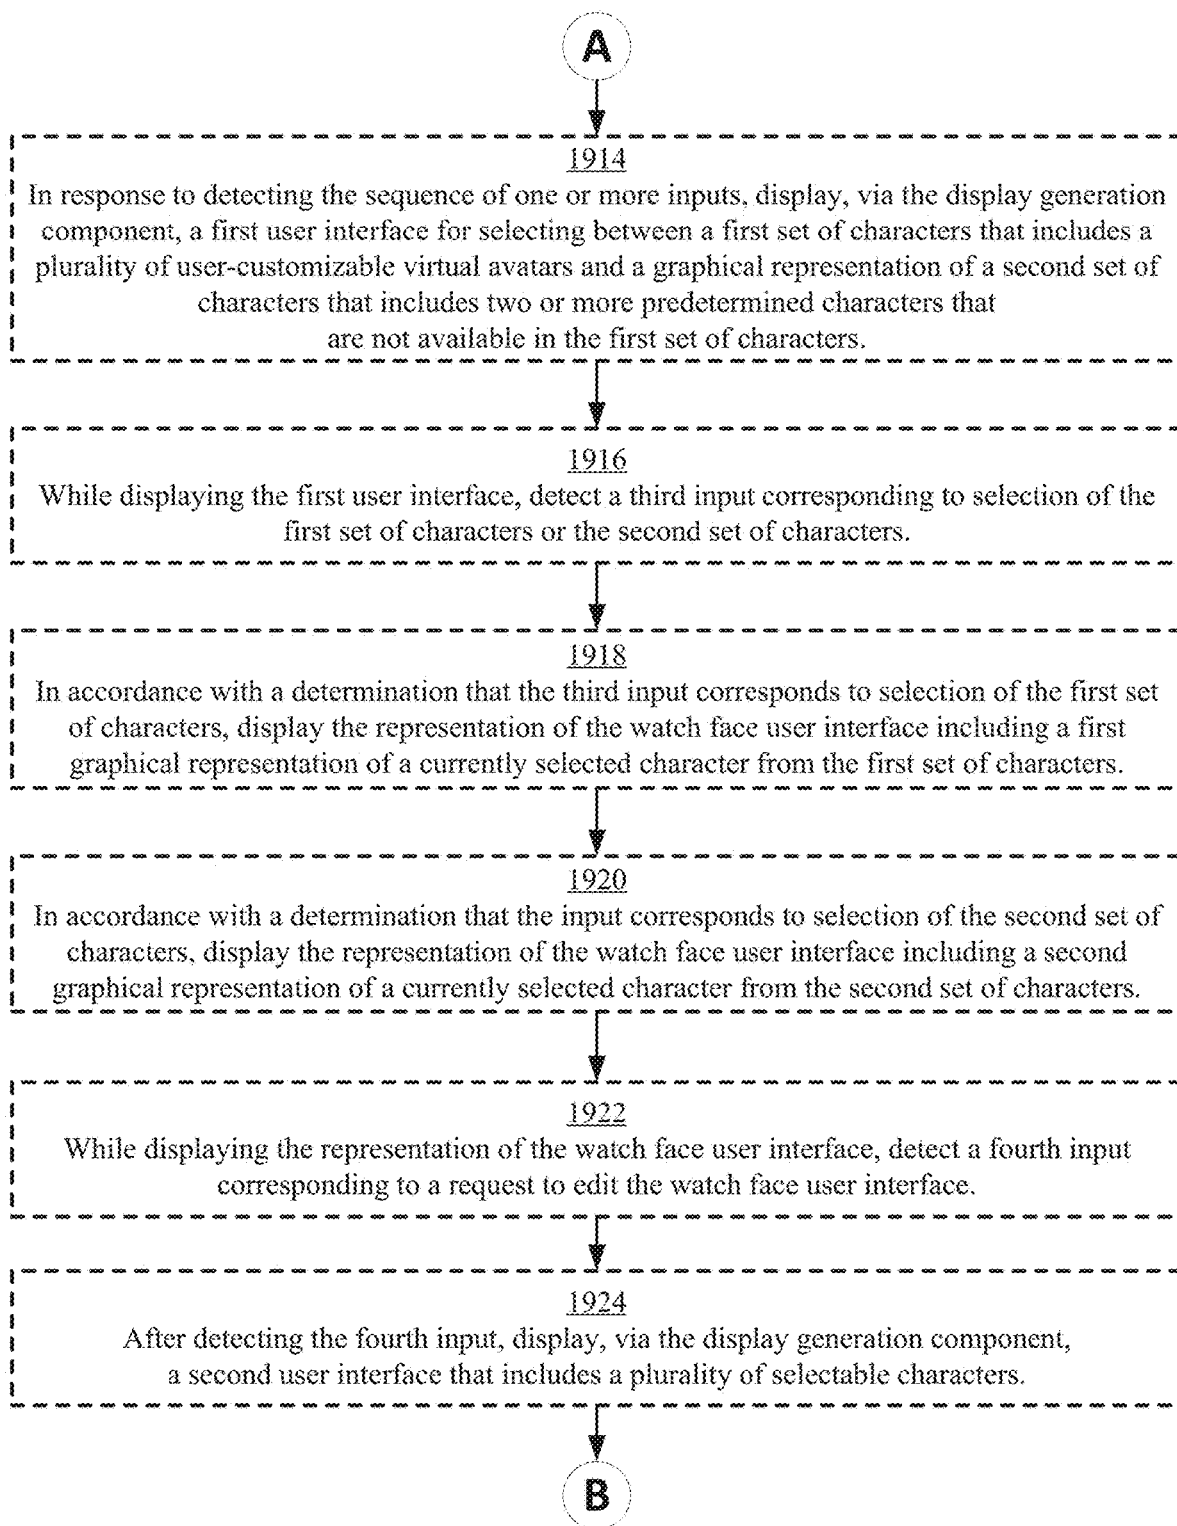 A
1914
In response to detecting the sequence of one or more inputs, display, via the display generation
component, a first user interface for selecting between a first set of characters that includes a
plurality of user-customizable virtual avatars and a graphical representation of a second set of
characters that includes two or more predetermined characters that
are not available in the first set of characters.
1916
While displaying the first user interface, detect a third input corresponding to selection of the
first set of characters or the second set of characters.
1918
In accordance with a determination that the third input corresponds to selection of the first set
of characters, display the representation of the watch face user interface including a first
graphical representation of a currently selected character from the first set of characters.
1920
In accordance with a determination that the input corresponds to selection of the second set of
characters, display the representation of the watch face user interface including a second
graphical representation of a currently selected character from the second set of characters.
1922
While displaying the representation of the watch face user interface, detect a fourth input
corresponding to a request to edit the watch face user interface.
1924
After detecting the fourth input, display, via the display generation component,
a second user interface that includes a plurality of selectable characters.
B